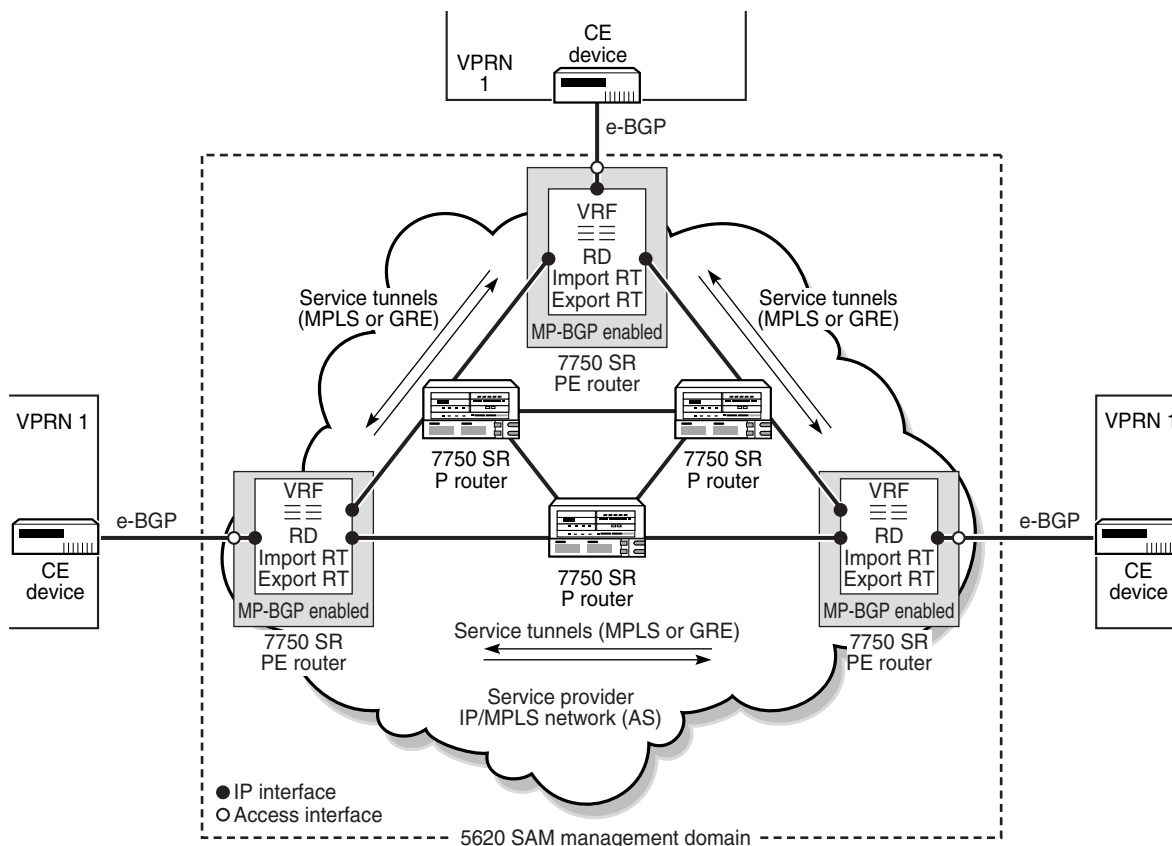 CE
device
VPRN
1
e-BGP
VRF
RD
Import RT
Export RT
MP-BGP enabled
7750 SR
PE router
Service tunnels
(MPLS or GRE)
Service tunnels
(MPLS or GRE)
VPRN 1
7750 SR
P router
7750 SR
P router
VPRN 1
e-BGP
VRF
RD
Import RT
Export RT
MP-BGP enabled
7750 SR
PE router
CE
device
7750 SR
P router
e-BGP
VRF
RD
Import RT
Export RT
MP-BGP enabled
7750 SR
PE router
CE
device
Service tunnels (MPLS or GRE)
Service provider
IP/MPLS network (AS)
IP interface
Access interface
5620 SAM management domain